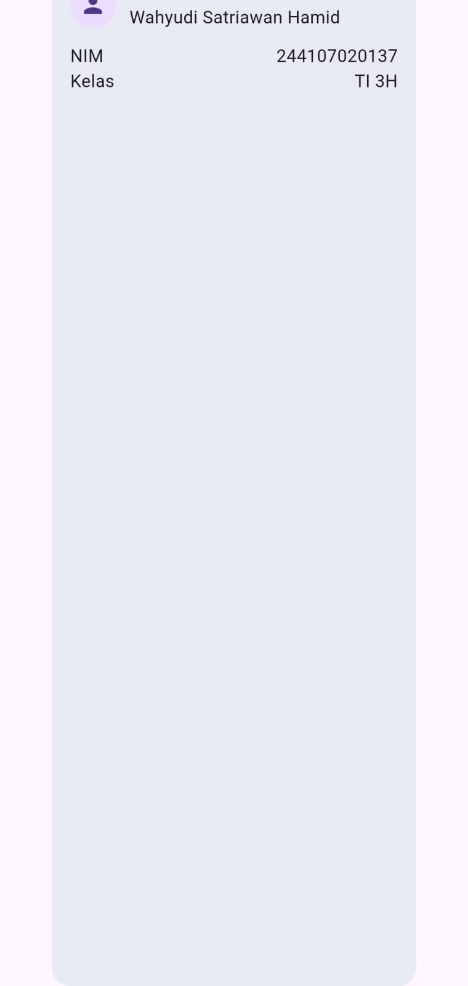 Wahyudi Satriawan Hamid
NIM 244107020137
Kelas TI 3H